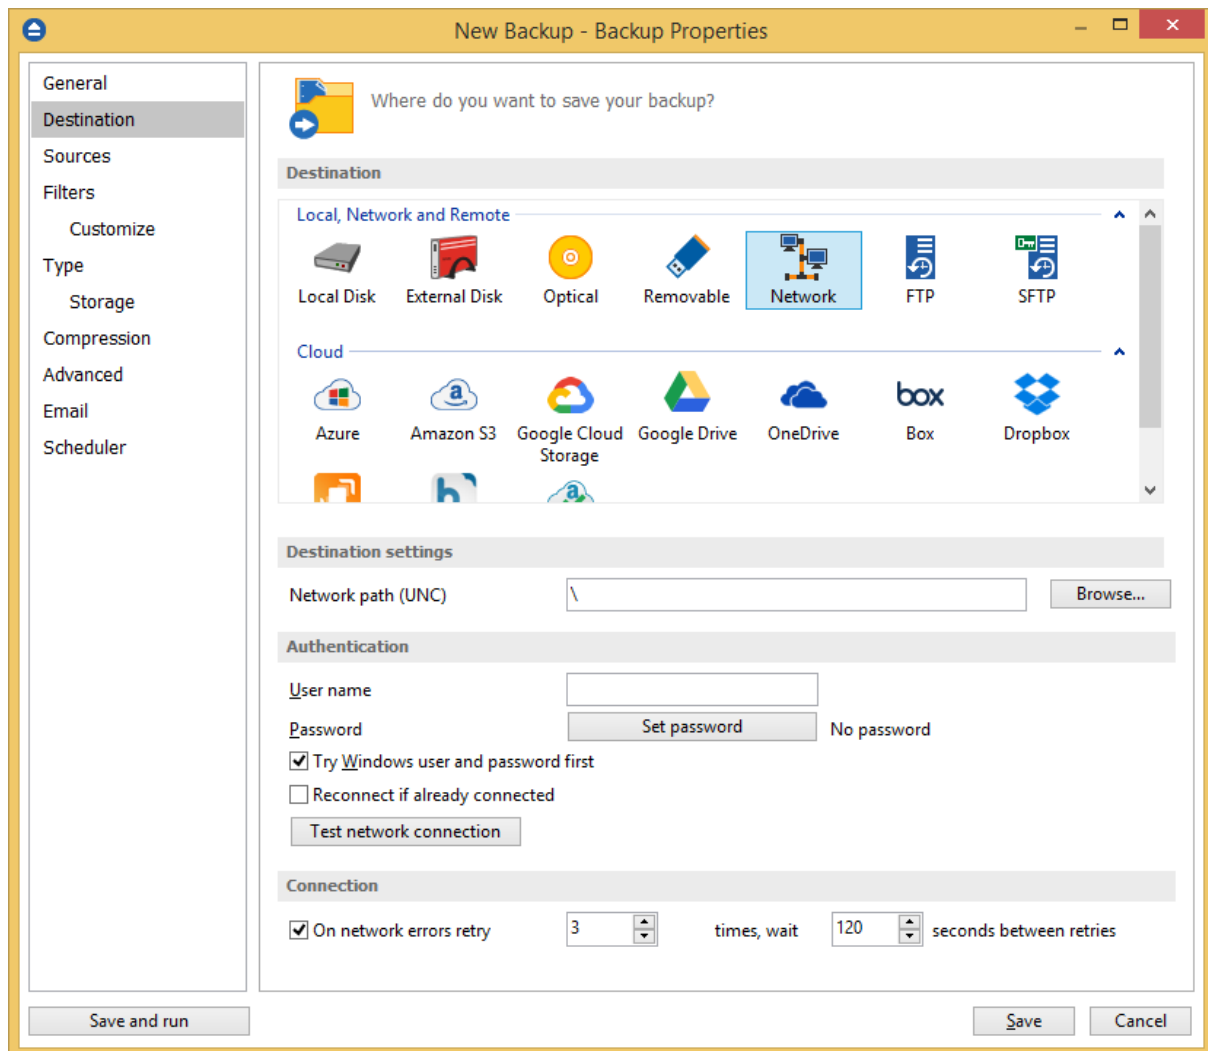 New Backup - Backup Properties
General
Destination
Sources
Filters
Customize
Type
Storage
Compression
Advanced
Email
Scheduler
Where do you want to save your backup?
Destination
Local, Network and Remote
Local Disk External Disk Optical Removable Network FTP SFTP
Cloud
a box
Azure Amazon S3 Google Cloud Storage Google Drive OneDrive Box Dropbox
h a
Destination settings
Network path (UNC) \ Browse...
Authentication
User name
Password Set password No password
Try Windows user and password first
Reconnect if already connected
Test network connection
Connection
On network errors retry 3 times, wait 120 seconds between retries
Save and run Save Cancel